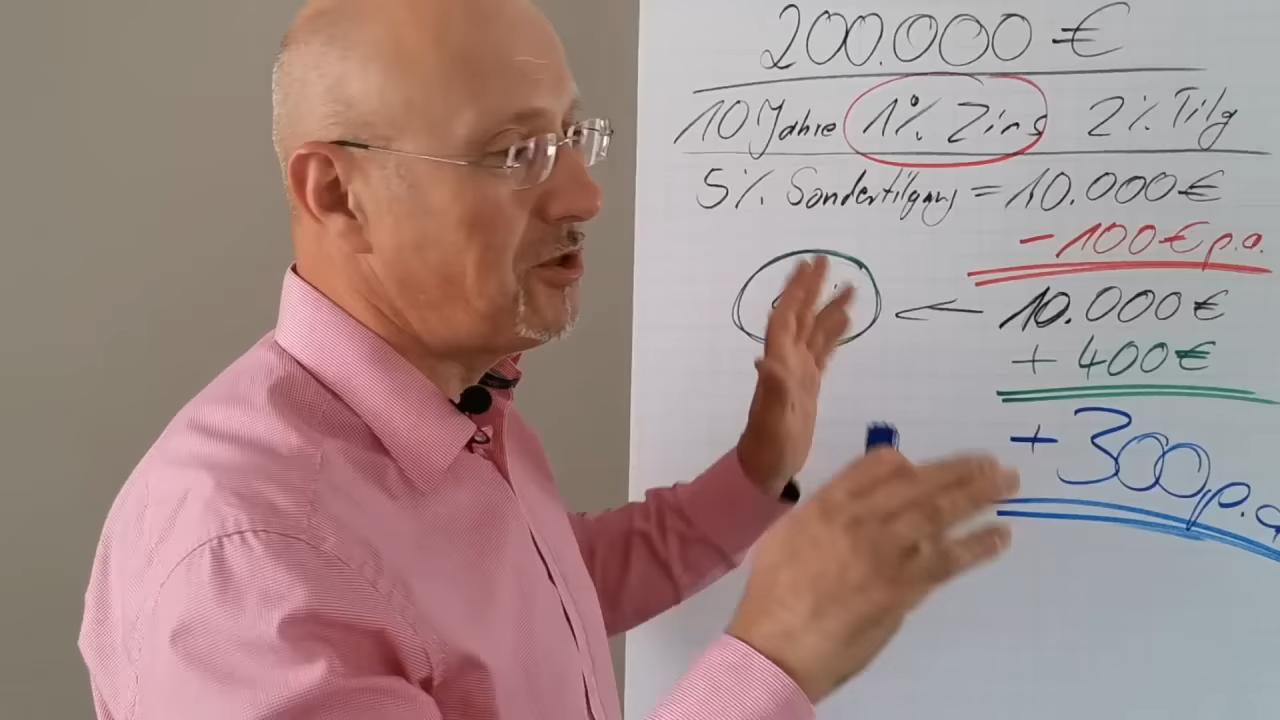 200.000 €
10 Jahre 1% Zins 2% Tilg
5% Sondertilgung = 10.000 €
- 100 € p.a.
10.000 €
+ 400 €
+ 300 p.a